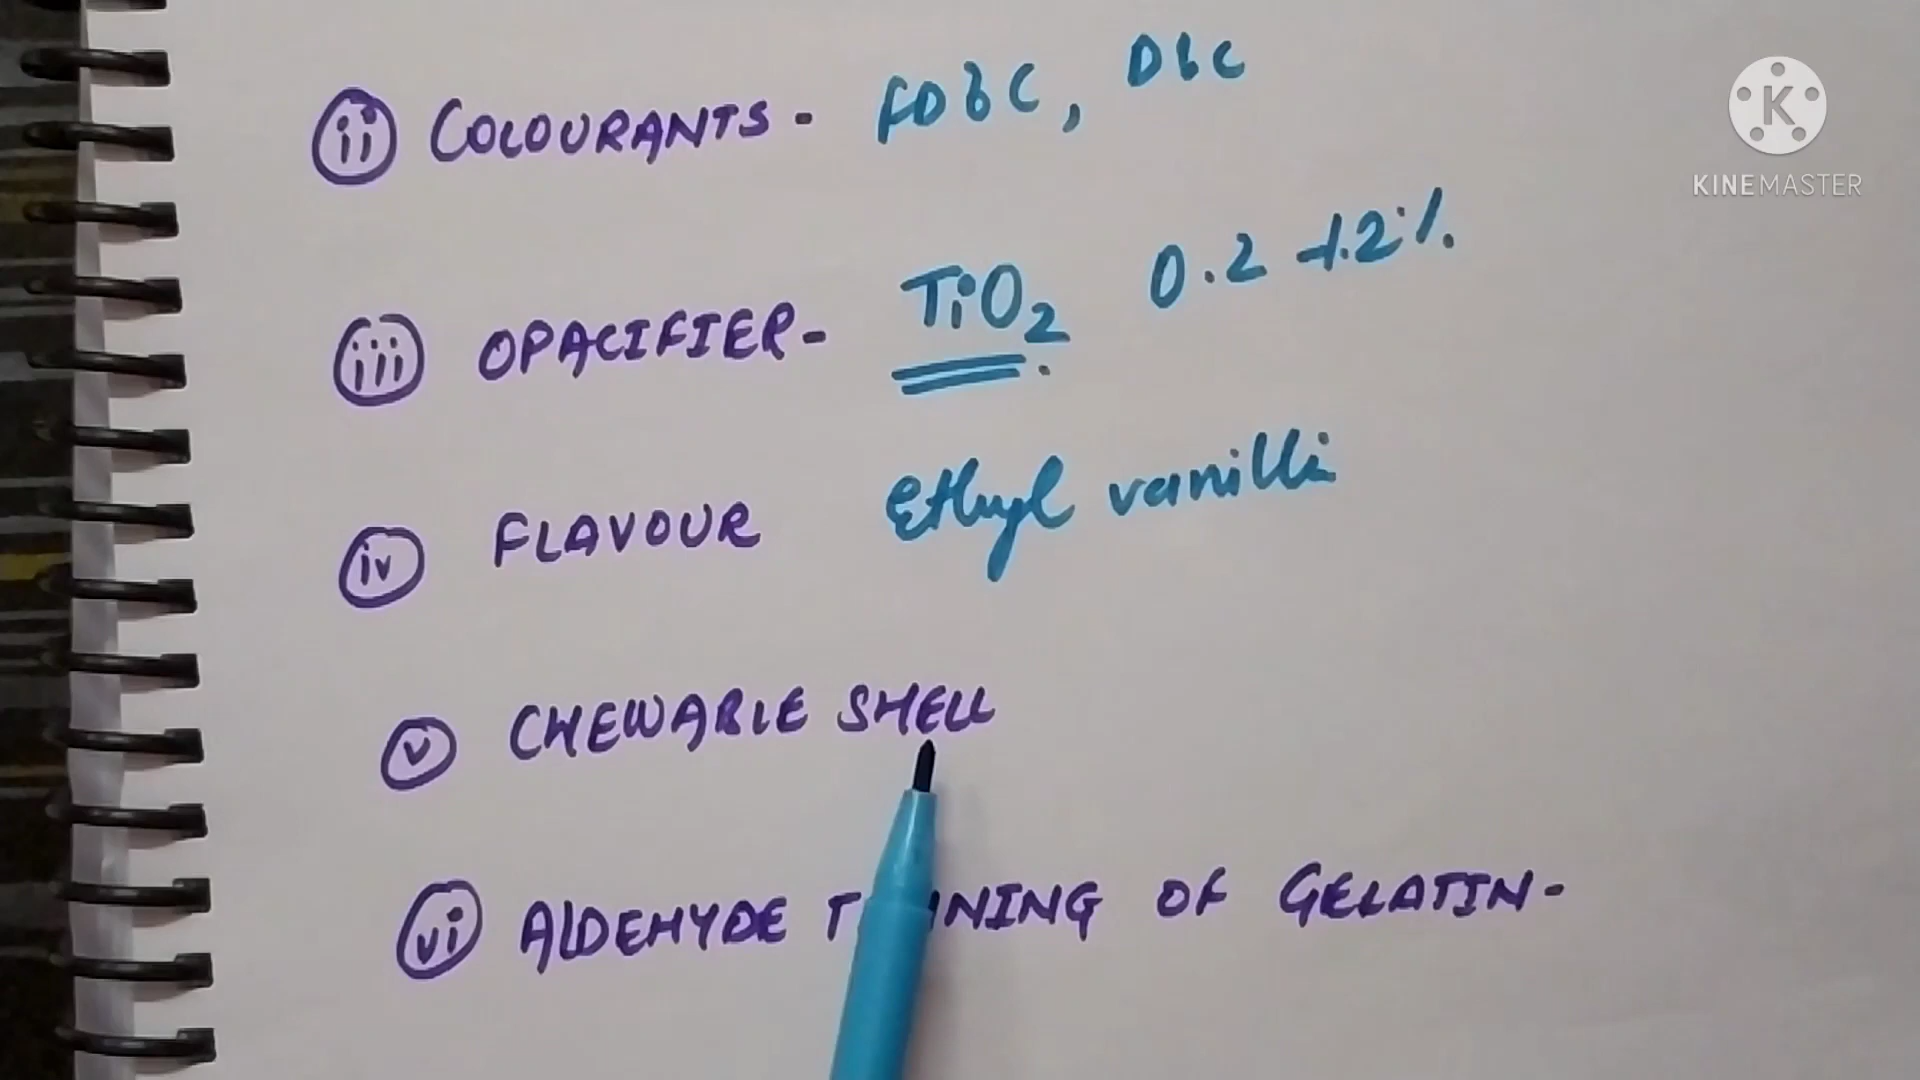 ii COLOURANTS - FD&C, D&C
K
KINEMASTER
iii OPACIFIER - TiO2 0.2 - 1.2%.
iv FLAVOUR Ethyl vanilli
v CHEWABLE SHELL
vi ALDEHYDE OF GELATIN -